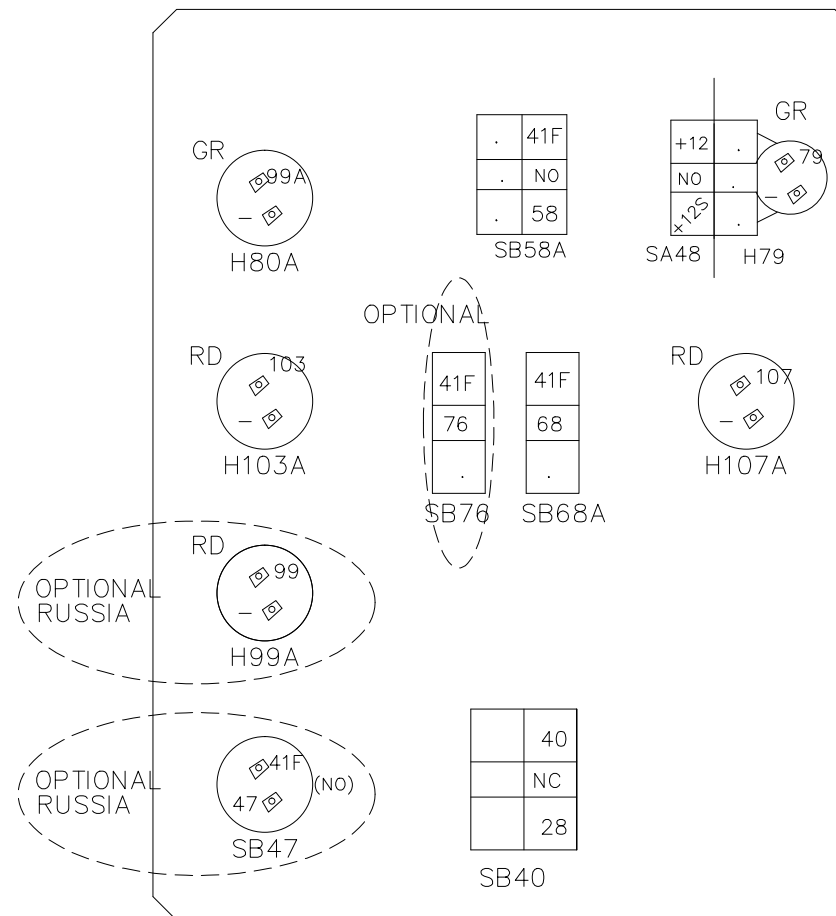 GR
99A
–
H80A
. 41F
. NO
. 58
SB58A
+12 .
NO .
+12S .
SA48
GR
79
–
H79
OPTIONAL
RD
103
–
H103A
41F
76
.
SB76
41F
68
.
SB68A
RD
107
–
H107A
OPTIONAL
RUSSIA
RD
99
–
H99A
OPTIONAL
RUSSIA
41F
47
(NO)
SB47
40
NC
28
SB40